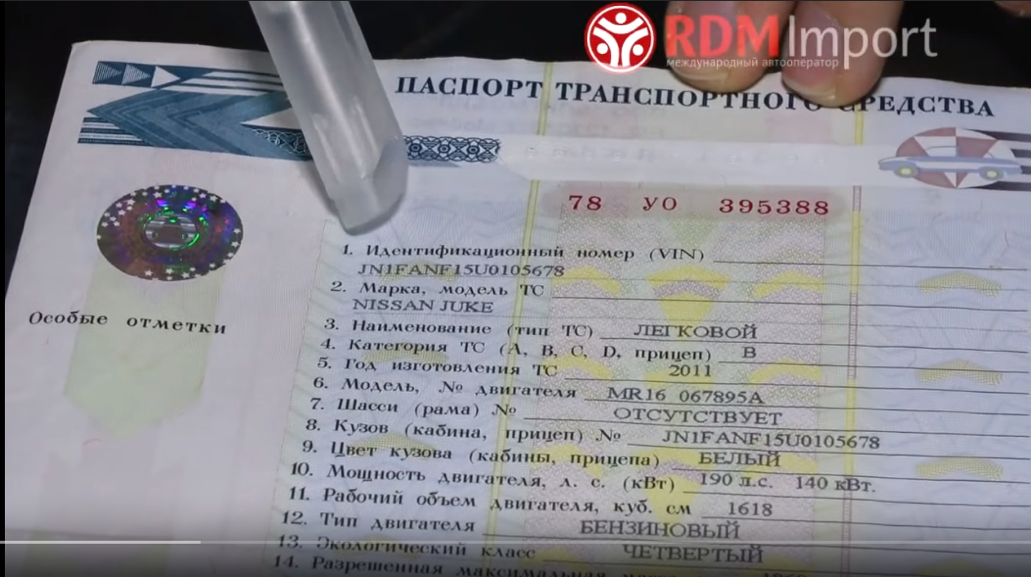 RDM Import
международный автооператор
ПАСПОРТ ТРАНСПОРТНОГО СРЕДСТВА
78 УО 395388
1. Идентификационный номер (VIN)
JN1FANF15U0105678
2. Марка, модель ТС
NISSAN JUKE
Особые отметки
3. Наименование (тип ТС) ЛЕГКОВОЙ
4. Категория ТС (А, В, С, D, прицеп) В
5. Год изготовления ТС 2011
6. Модель, № двигателя MR16 067895A
7. Шасси (рама) № ОТСУТСТВУЕТ
8. Кузов (кабина, прицеп) № JN1FANF15U0105678
9. Цвет кузова (кабины, прицепа) БЕЛЫЙ
10. Мощность двигателя, л. с. (кВт) 190 л.с. 140 кВт.
11. Рабочий объем двигателя, куб. см 1618
12. Тип двигателя БЕНЗИНОВЫЙ
13. Экологический класс ЧЕТВЕРТЫЙ
14. Разрешенная максимальная